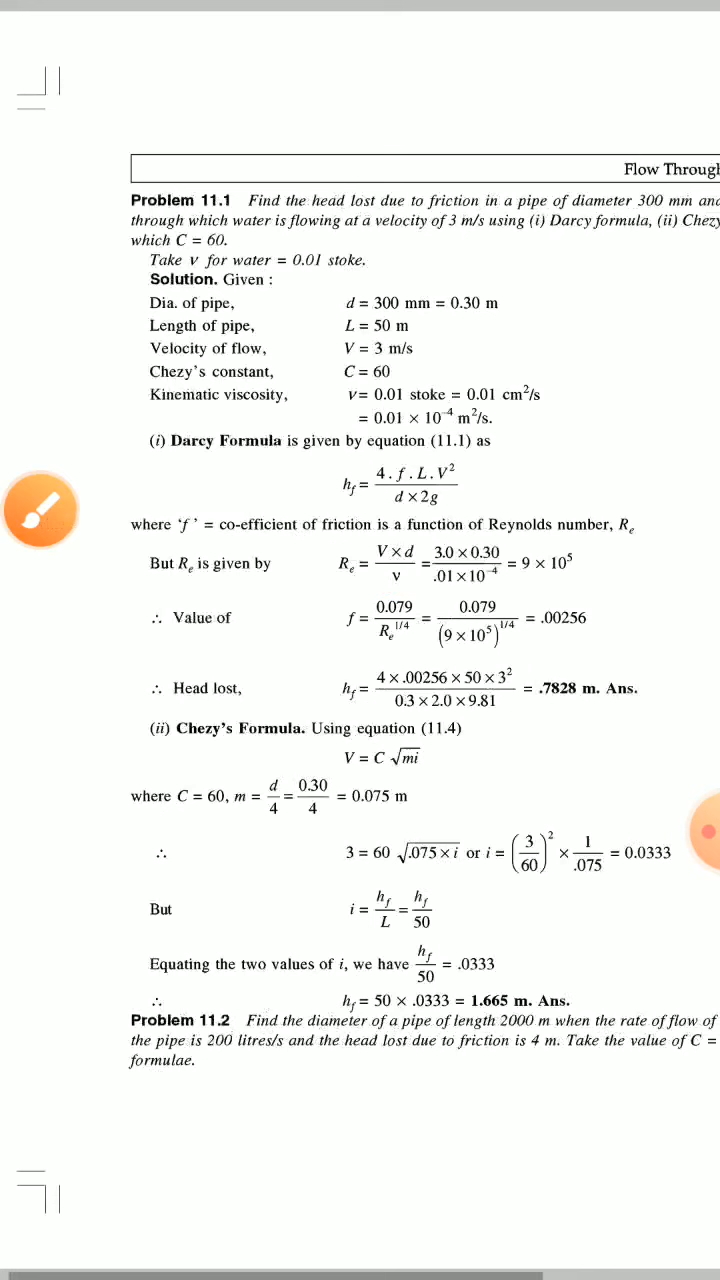 Flow Through
Problem 11.1 Find the head lost due to friction in a pipe of diameter 300 mm and
through which water is flowing at a velocity of 3 m/s using (i) Darcy formula, (ii) Chezy
which C = 60.
Take ν for water = 0.01 stoke.
Solution. Given :
Dia. of pipe, d = 300 mm = 0.30 m
Length of pipe, L = 50 m
Velocity of flow, V = 3 m/s
Chezy's constant, C = 60
Kinematic viscosity, ν = 0.01 stoke = 0.01 cm²/s
= 0.01 × 10⁻⁴ m²/s.
(i) Darcy Formula is given by equation (11.1) as
h_f = (4 . f . L . V²) / (d × 2g)
where 'f' = co-efficient of friction is a function of Reynolds number, R_e
But R_e is given by R_e = (V × d) / ν = (3.0 × 0.30) / (.01 × 10⁻⁴) = 9 × 10⁵
∴ Value of f = 0.079 / R_e^1/4 = 0.079 / (9 × 10⁵)^1/4 = .00256
∴ Head lost, h_f = (4 × .00256 × 50 × 3²) / (0.3 × 2.0 × 9.81) = .7828 m. Ans.
(ii) Chezy's Formula. Using equation (11.4)
V = C √mi
where C = 60, m = d/4 = 0.30/4 = 0.075 m
∴ 3 = 60 √.075 × i or i = (3/60)² × 1/.075 = 0.0333
But i = h_f/L = h_f/50
Equating the two values of i, we have h_f/50 = .0333
∴ h_f = 50 × .0333 = 1.665 m. Ans.
Problem 11.2 Find the diameter of a pipe of length 2000 m when the rate of flow of
the pipe is 200 litres/s and the head lost due to friction is 4 m. Take the value of C =
formulae.